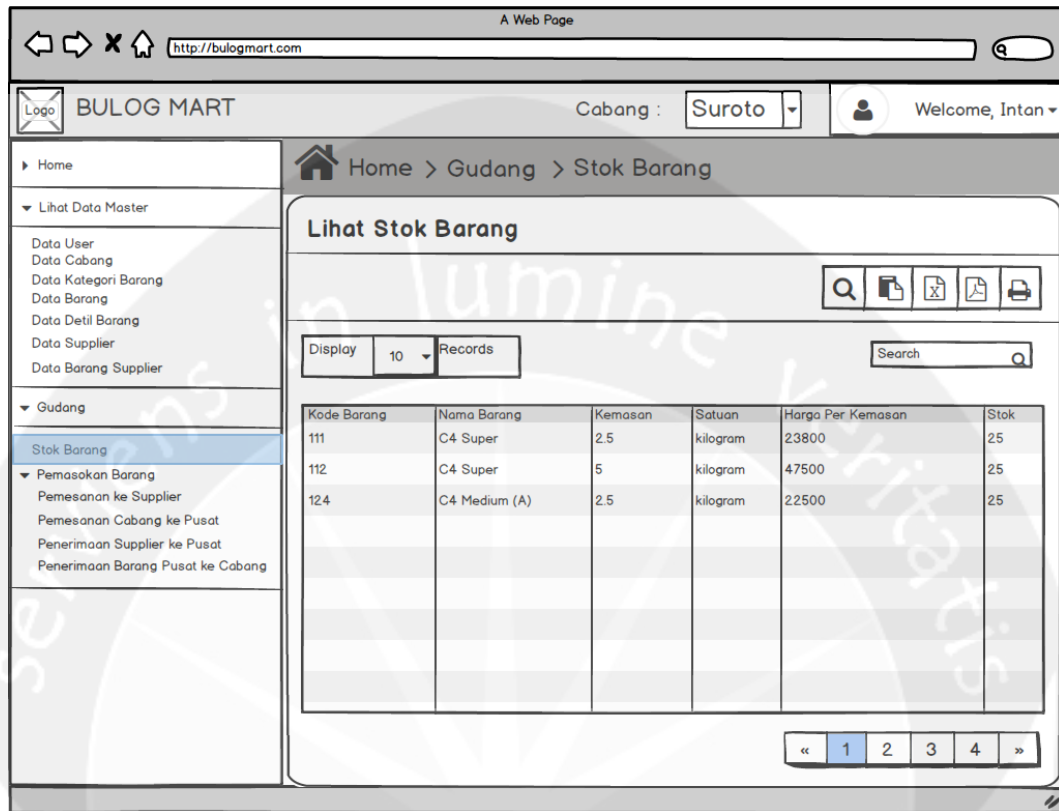 A Web Page
http://bulogmart.com
Logo BULOG MART Cabang : Suroto Welcome, Intan
Home
Lihat Data Master
Data User
Data Cabang
Data Kategori Barang
Data Barang
Data Detil Barang
Data Supplier
Data Barang Supplier
Gudang
Stok Barang
Pemasokan Barang
Pemesanan ke Supplier
Pemesanan Cabang ke Pusat
Penerimaan Supplier ke Pusat
Penerimaan Barang Pusat ke Cabang
Home > Gudang > Stok Barang
Lihat Stok Barang
Display 10 Records Search
Kode Barang Nama Barang Kemasan Satuan Harga Per Kemasan Stok
111 C4 Super 2.5 kilogram 23800 25
112 C4 Super 5 kilogram 47500 25
124 C4 Medium (A) 2.5 kilogram 22500 25
« 1 2 3 4 »
serviens in lumine veritatis